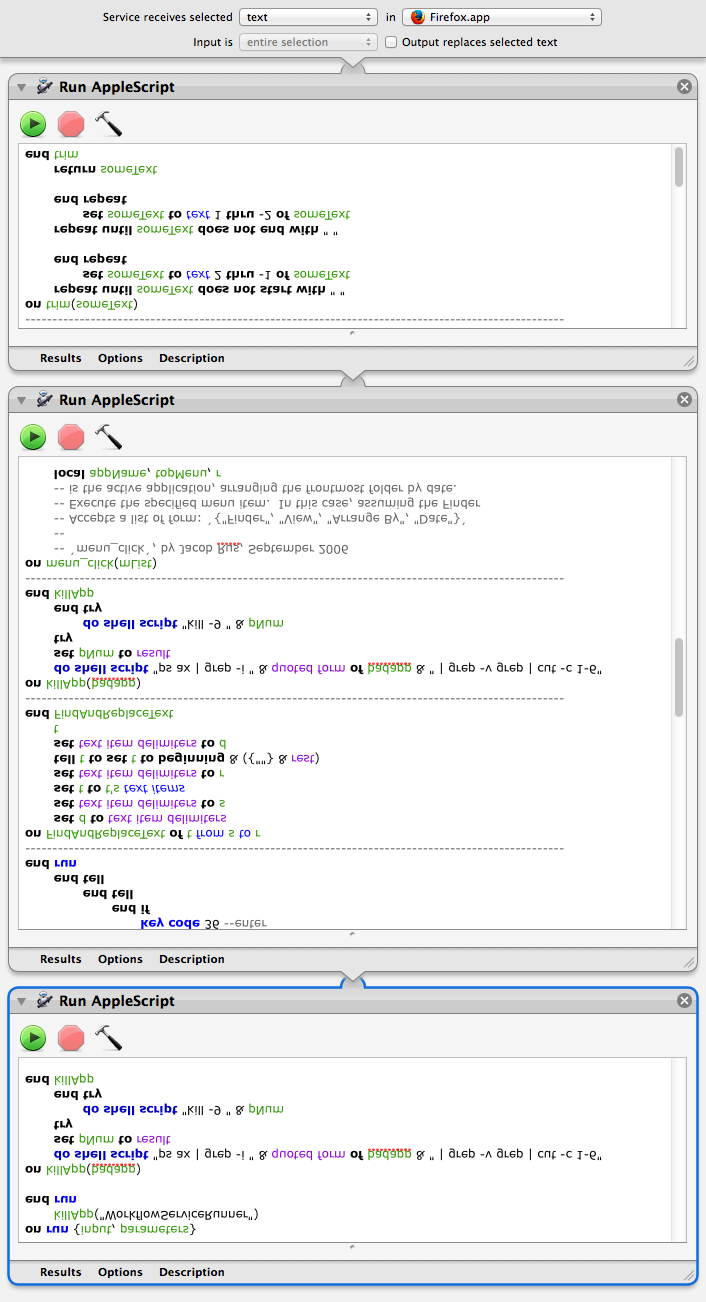 Service receives selected text in Firefox.app
Input is entire selection Output replaces selected text
Run AppleScript
------------------------------------------------------------------------------------------
on trim(someText)
repeat until someText does not start with " "
set someText to text 2 thru -1 of someText
end repeat
repeat until someText does not end with " "
set someText to text 1 thru -2 of someText
end repeat
return someText
end trim
Results Options Description
Run AppleScript
key code 36 --enter
end if
end tell
end tell
end run
------------------------------------------------------------------------------------------
on FindAndReplaceText of t from s to r
set d to text item delimiters
set text item delimiters to s
set t to t's text items
set text item delimiters to r
tell t to set t to beginning & ({""} & rest)
set text item delimiters to d
t
end FindAndReplaceText
------------------------------------------------------------------------------------------
on killApp(badapp)
do shell script "ps ax | grep -i " & quoted form of badapp & " | grep -v grep | cut -c 1-6"
set pNum to result
try
do shell script "kill -9 " & pNum
end try
end killApp
------------------------------------------------------------------------------------------
on menu_click(mList)
-- `menu_click`, by Jacob Rus, September 2006
--
-- Accepts a list of form: `{"Finder", "View", "Arrange By", "Date"}`
-- Execute the specified menu item.  In this case, assuming the Finder
-- is the active application, arranging the frontmost folder by date.
local appName, topMenu, r
Results Options Description
Run AppleScript
on run {input, parameters}
killApp("WorkflowServiceRunner")
end run
on killApp(badapp)
do shell script "ps ax | grep -i " & quoted form of badapp & " | grep -v grep | cut -c 1-6"
set pNum to result
try
do shell script "kill -9 " & pNum
end try
end killApp
Results Options Description